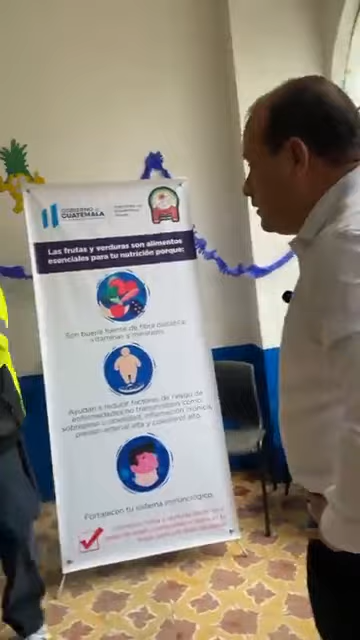 GOBIERNO de
GUATEMALA
Las frutas y verduras son alimentos
esenciales para tu nutrición porque:
Son buena fuente de fibra dietética,
vitaminas y minerales.
Ayudan a reducir factores de riesgo de
enfermedades no transmisibles como:
sobrepeso u obesidad, inflamación crónica,
presión arterial alta y colesterol alto.
Fortalecen tu sistema inmunológico.